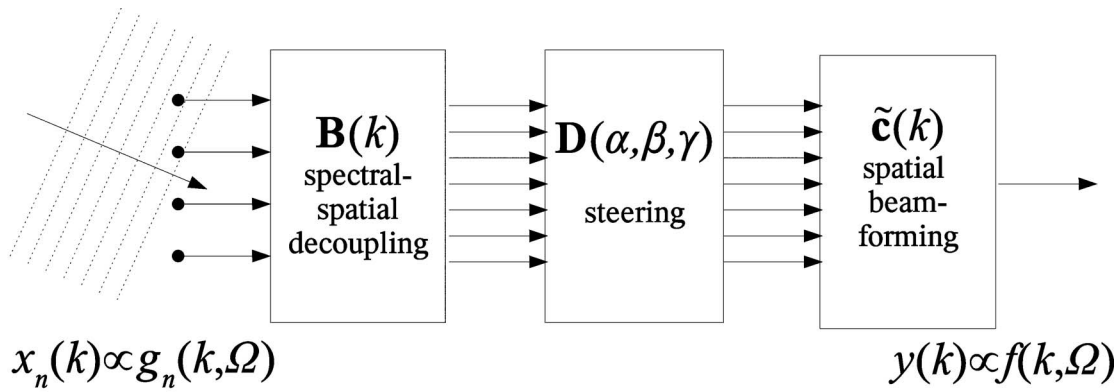 B(k)
spectral-
spatial
decoupling
D(α,β,γ)
steering
c̃(k)
spatial
beam-
forming
xₙ(k)∝gₙ(k,Ω)
y(k)∝f(k,Ω)